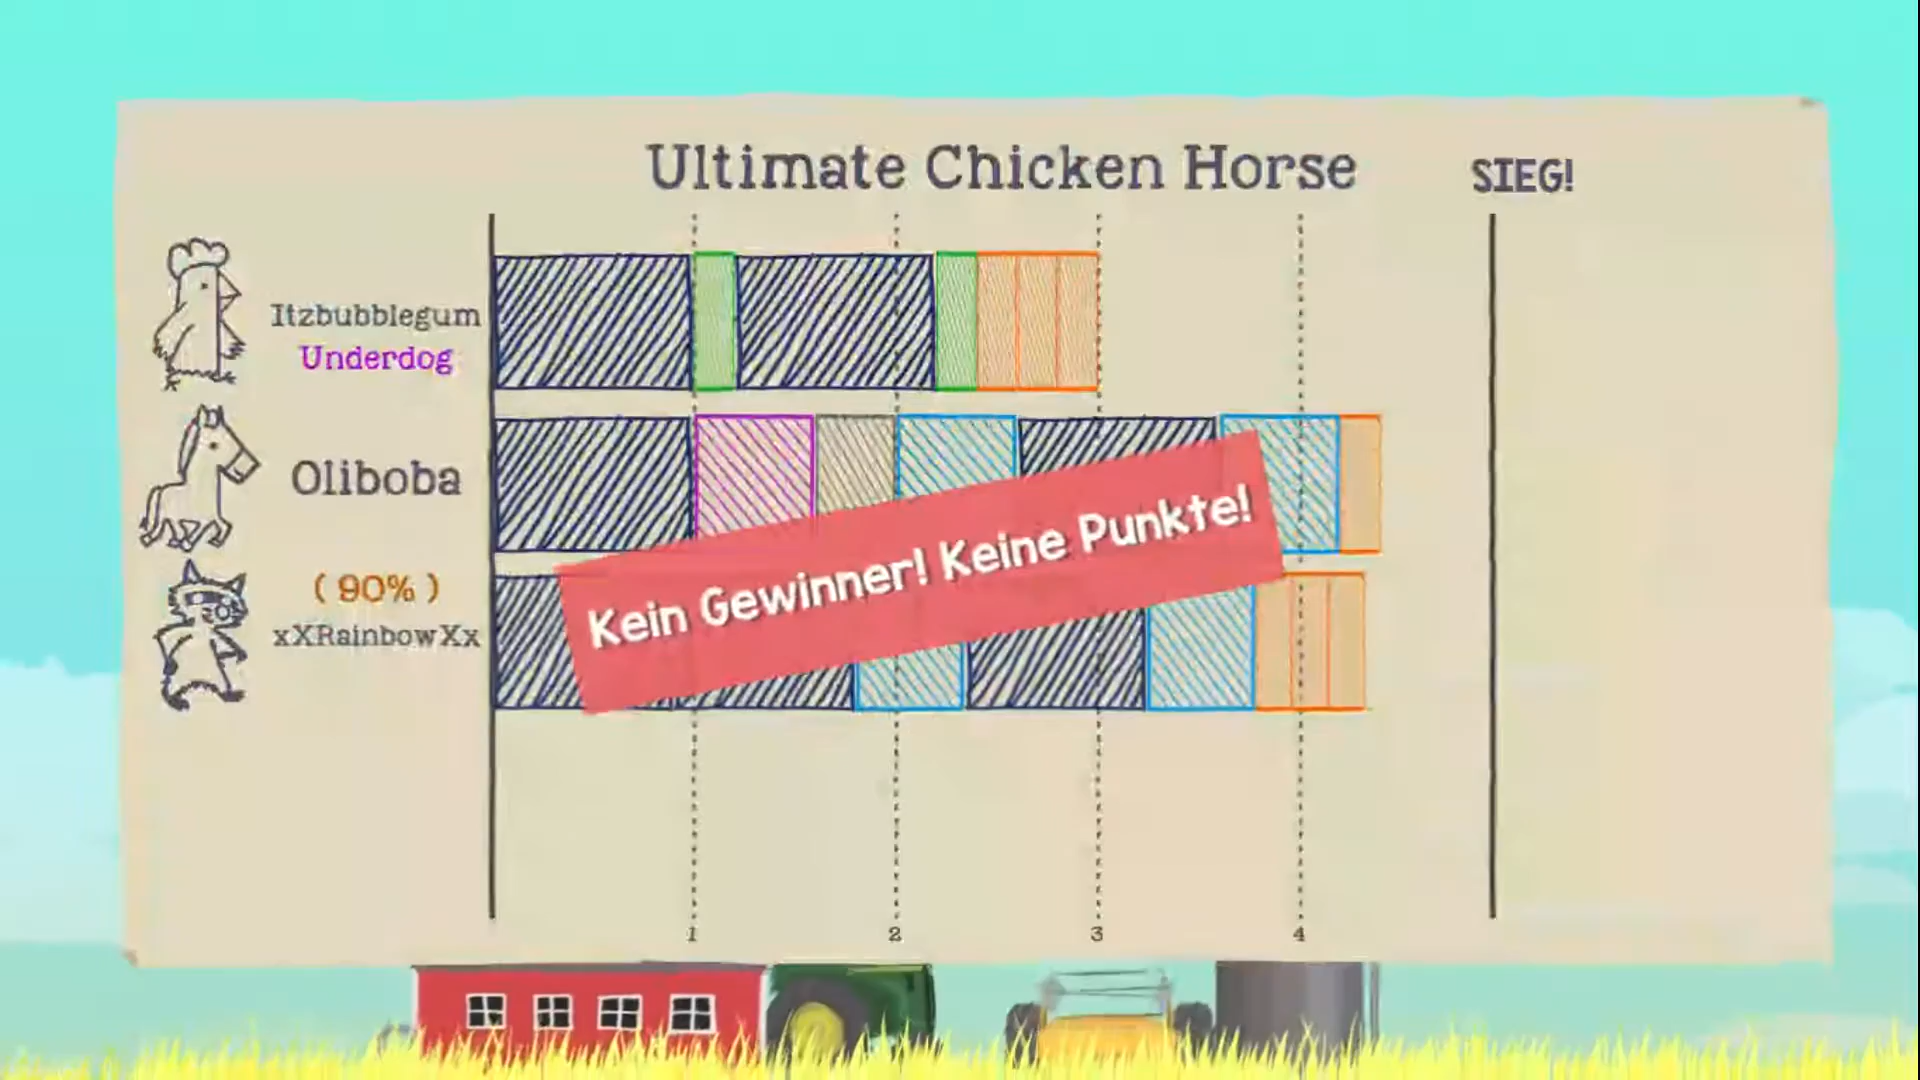 Ultimate Chicken Horse
SIEG!
Itzbubblegum
Underdog
Oliboba
( 90% )
xXRainbowXx
Kein Gewinner! Keine Punkte!
1 2 3 4